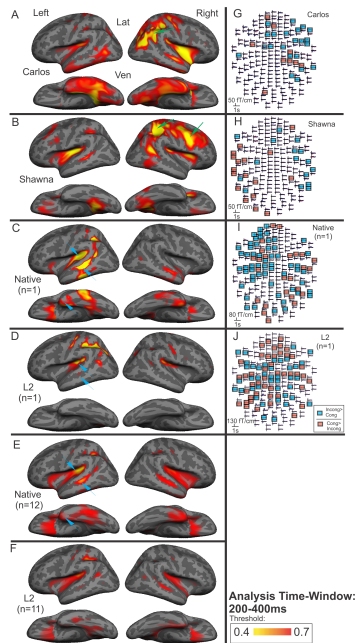 A
Left
Right
Lat
Carlos
Ven
B
Shawna
C
Native
(n=1)
D
L2
(n=1)
E
Native
(n=12)
F
L2
(n=11)
G
Carlos
50 fT/cm
1s
H
Shawna
50 fT/cm
1s
I
Native
(n=1)
80 fT/cm
1s
J
L2
(n=1)
130 fT/cm
1s
Incong>
Cong
Cong>
Incong
Analysis Time-Window:
200-400ms
Threshold:
0.4
0.7